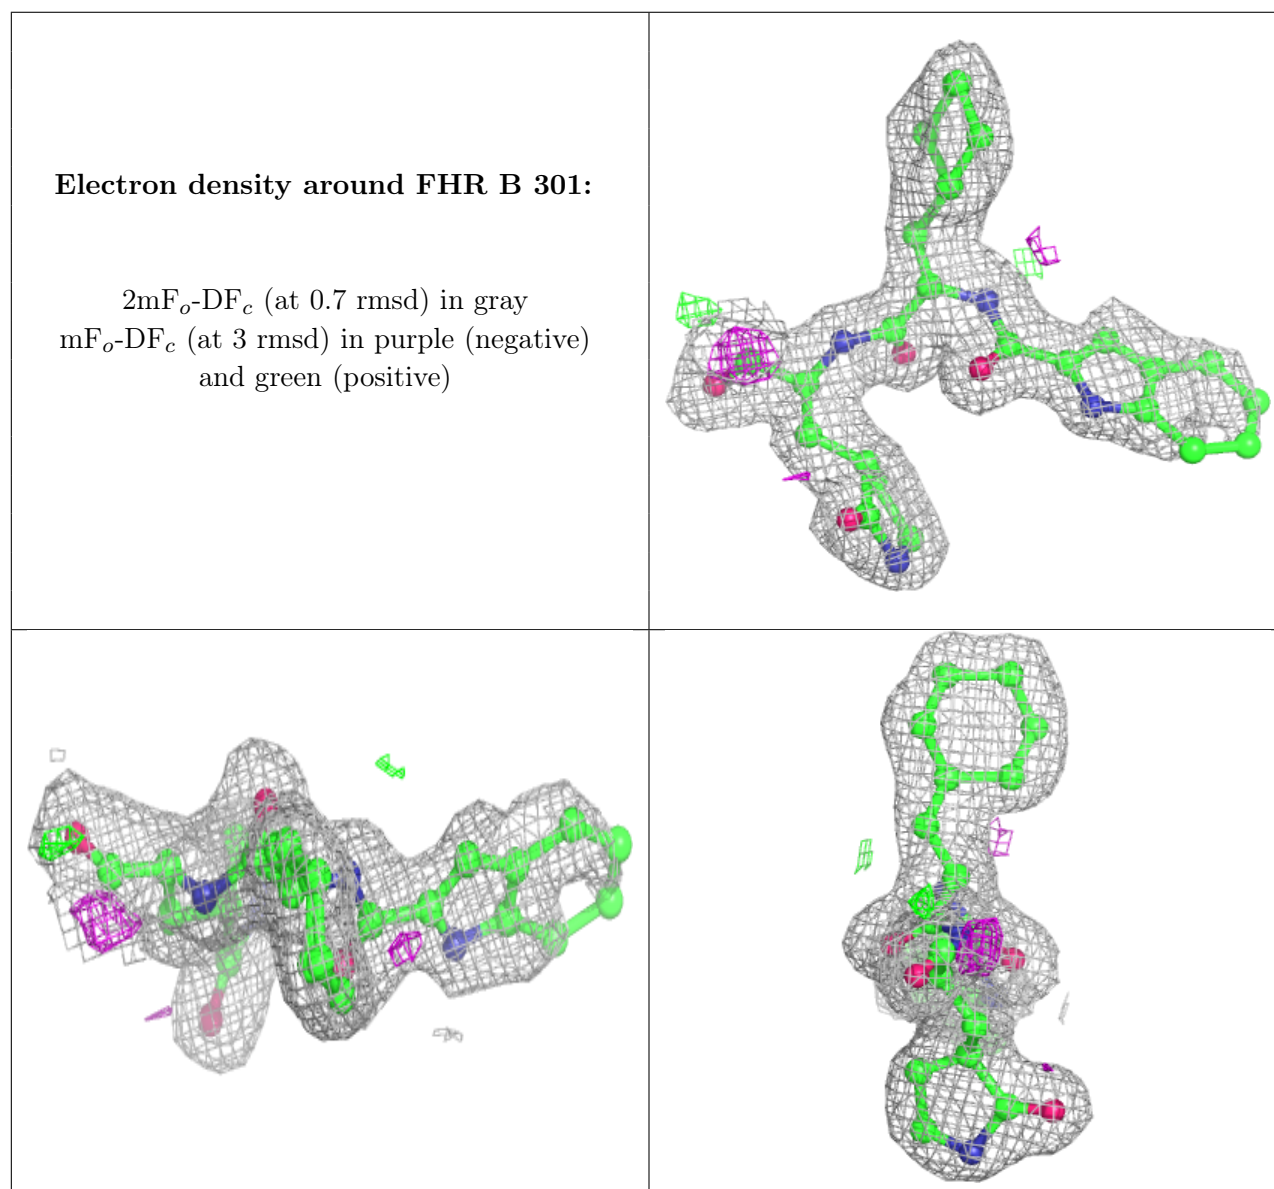 Electron density around FHR B 301:
2mFo-DFc (at 0.7 rmsd) in gray
mFo-DFc (at 3 rmsd) in purple (negative)
and green (positive)